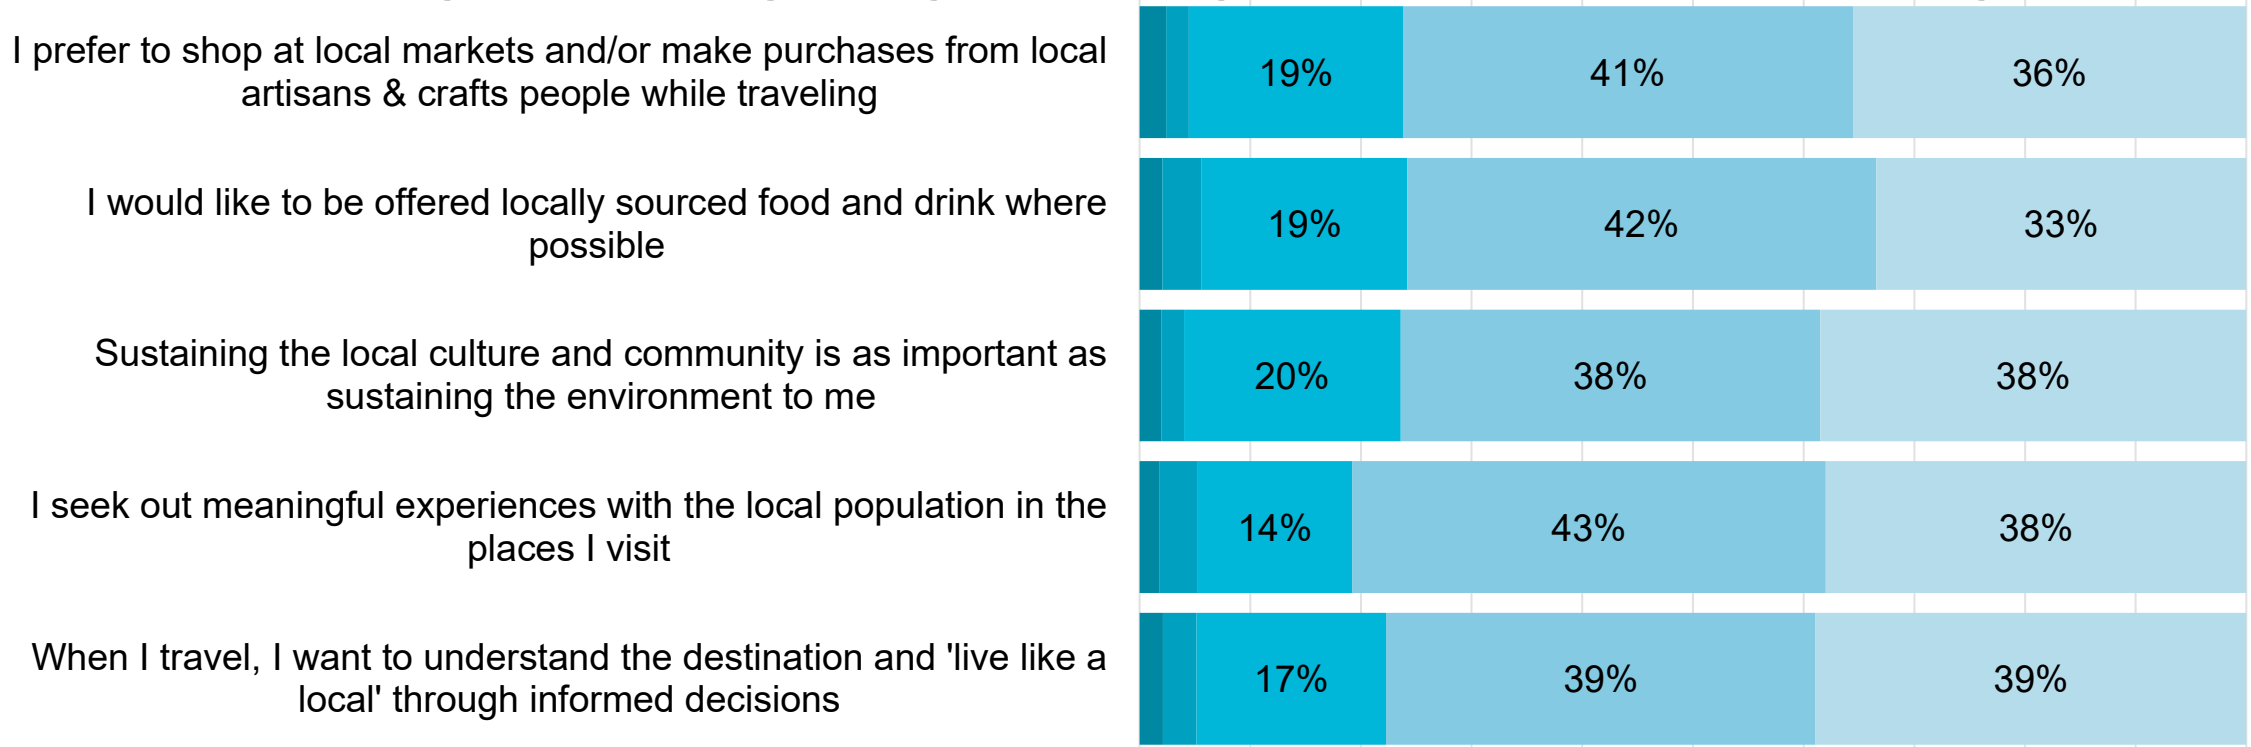 I prefer to shop at local markets and/or make purchases from local
artisans & crafts people while traveling
19% 41% 36%
I would like to be offered locally sourced food and drink where
possible
19% 42% 33%
Sustaining the local culture and community is as important as
sustaining the environment to me
20% 38% 38%
I seek out meaningful experiences with the local population in the
places I visit
14% 43% 38%
When I travel, I want to understand the destination and 'live like a
local' through informed decisions
17% 39% 39%